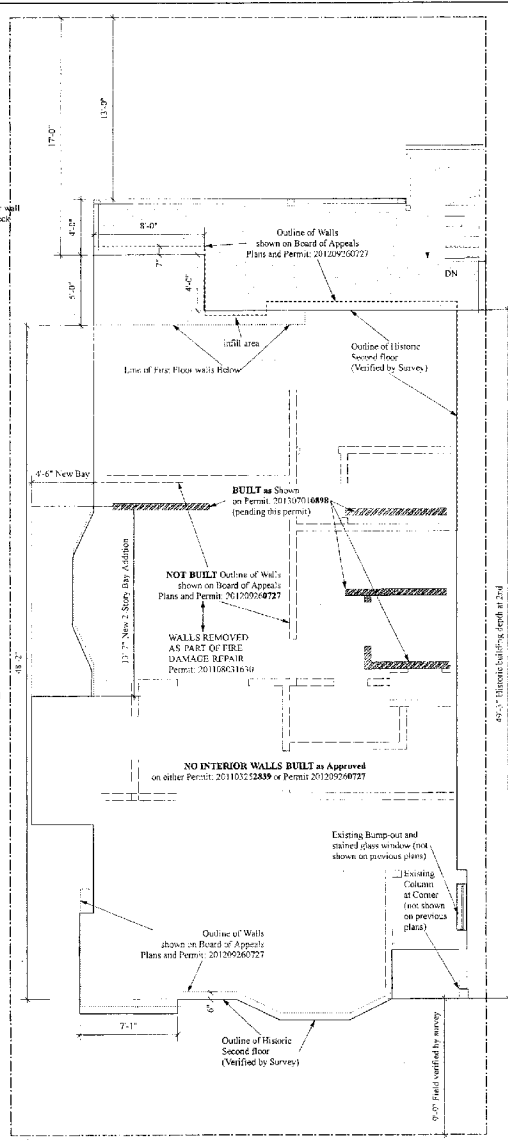 17'-0"
13'-0"
wall
4'-0"
8'-0"
Outline of Walls
shown on Board of Appeals
Plans and Permit: 201209260727
7"
DN
5'-0"
4'-0"
infill area
Line of First Floor walls Below
Outline of Historic
Second floor
(Verified by Survey)
4'-6" New Bay
BUILT as Shown
on Permit: 201307010898
(pending this permit)
NOT BUILT Outline of Walls
shown on Board of Appeals
Plans and Permit: 201209260727
13'-7" New 2 Story Bay Addition
WALLS REMOVED
AS PART OF FIRE
DAMAGE REPAIR
Permit: 201108031630
48'-2"
49'-3" Historic building depth at 2nd
NO INTERIOR WALLS BUILT as Approved
on either Permit: 201103252839 or Permit 201209260727
Existing Bump-out and
stained glass window (not
shown on previous plans)
Existing
Column
at Corner
(not shown
on previous
plans)
Outline of Walls
shown on Board of Appeals
Plans and Permit: 201209260727
7'-1"
Outline of Historic
Second floor
(Verified by Survey)
9'-9" Field verified by survey